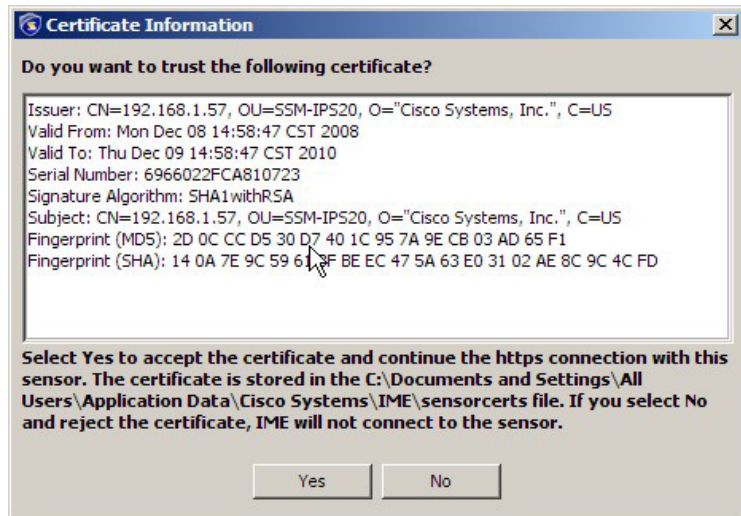 Certificate Information
Do you want to trust the following certificate?
Issuer: CN=192.168.1.57, OU=SSM-IPS20, O="Cisco Systems, Inc.", C=US
Valid From: Mon Dec 08 14:58:47 CST 2008
Valid To: Thu Dec 09 14:58:47 CST 2010
Serial Number: 6966022FCA810723
Signature Algorithm: SHA1withRSA
Subject: CN=192.168.1.57, OU=SSM-IPS20, O="Cisco Systems, Inc.", C=US
Fingerprint (MD5): 2D 0C CC D5 30 D7 40 1C 95 7A 9E CB 03 AD 65 F1
Fingerprint (SHA): 14 0A 7E 9C 59 61 BE EC 47 5A 63 E0 31 02 AE 8C 9C 4C FD
Select Yes to accept the certificate and continue the https connection with this
sensor. The certificate is stored in the C:\Documents and Settings\All
Users\Application Data\Cisco Systems\IME\sensorcerts file. If you select No
and reject the certificate, IME will not connect to the sensor.
Yes
No